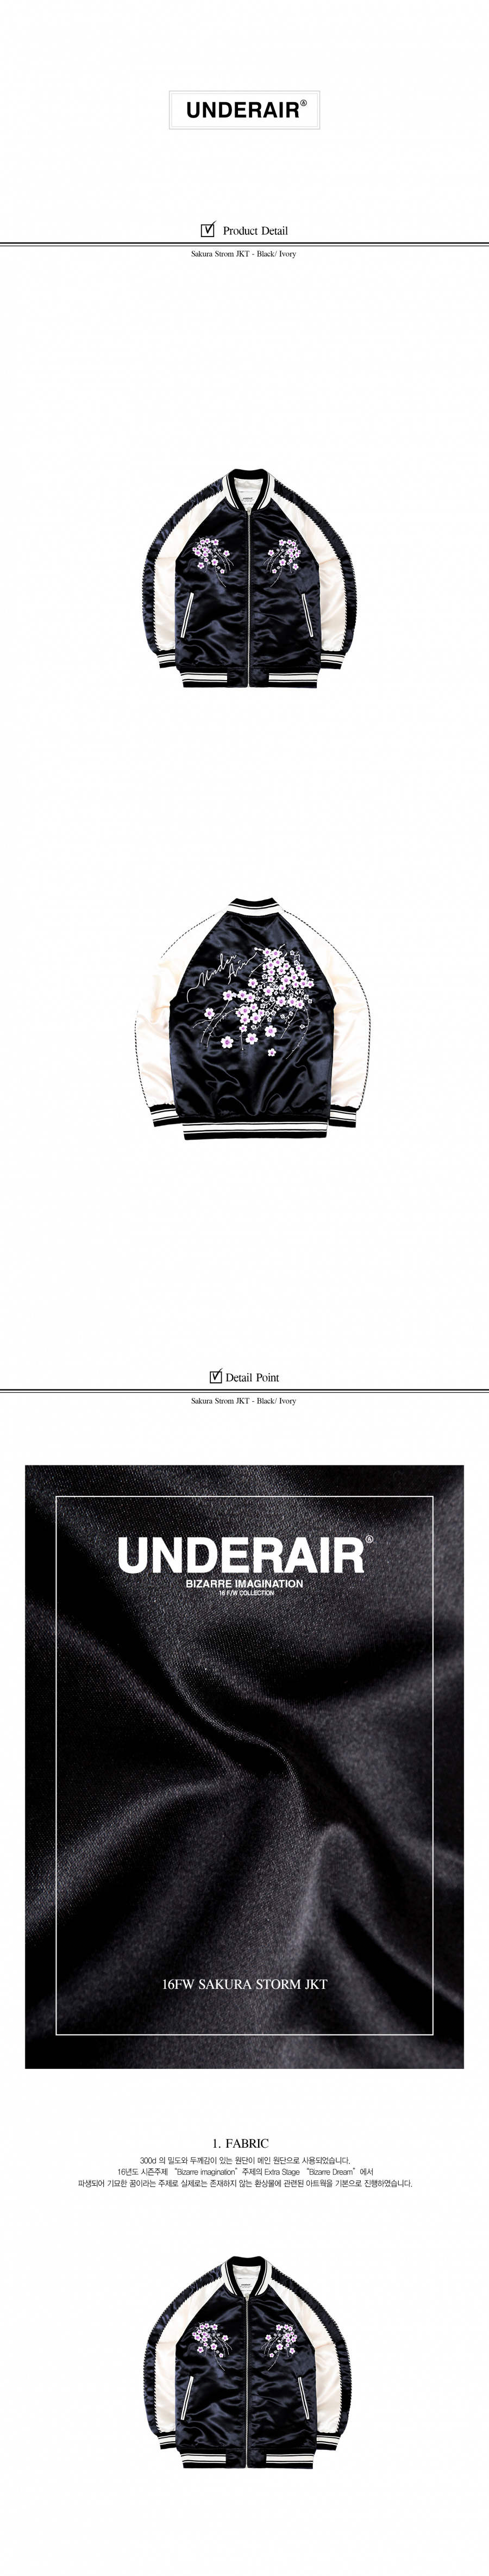 UNDERAIR
Product Detail
Sakura Strom JKT - Black/ Ivory
Under
Air
Detail Point
Sakura Strom JKT - Black/ Ivory
UNDERAIR
BIZARRE IMAGINATION
16 F/W COLLECTION
16FW SAKURA STORM JKT
1. FABRIC
300d 의 밀도와 두께감이 있는 원단이 메인 원단으로 사용되었습니다.
16년도 시즌주제 “Bizarre imagination” 주제의 Extra Stage “Bizarre Dream” 에서
파생되어 기묘한 꿈이라는 주제로 실제로는 존재하지 않는 환상물에 관련된 아트웍을 기본으로 진행하였습니다.